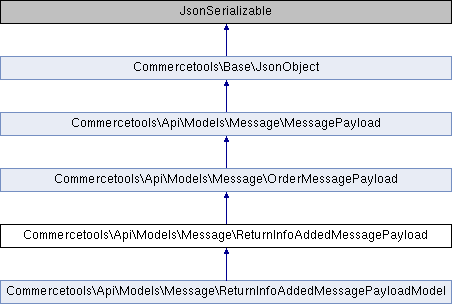 JsonSerializable
Commercetools\Base\JsonObject
Commercetools\Api\Models\Message\MessagePayload
Commercetools\Api\Models\Message\OrderMessagePayload
Commercetools\Api\Models\Message\ReturnInfoAddedMessagePayload
Commercetools\Api\Models\Message\ReturnInfoAddedMessagePayloadModel